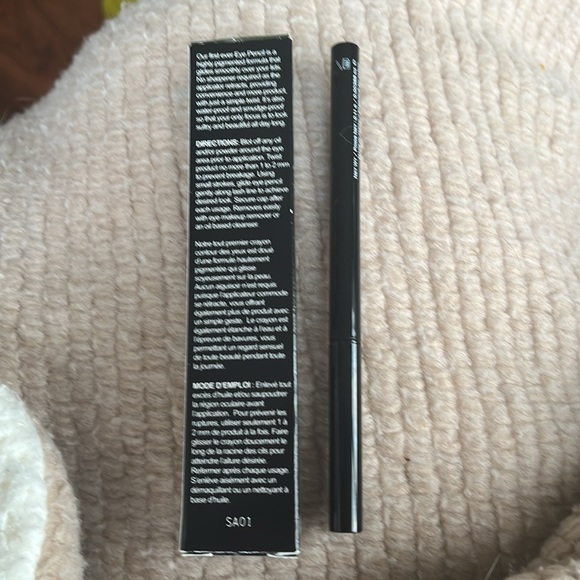 Our first ever Eye Pencil is a
highly pigmented formula that
glides smoothly over your lids.
No sharpener required as the
applicator retracts, providing
convenience and more product
with just a simple twist. It's also
water-proof and smudge-proof
so that your only focus is to look
sultry and beautiful all day long.
DIRECTIONS: Blot off any oil
and/or powder around the eye
area prior to application. Twist
product no more than 1 to 2 mm
to prevent breakage. Using
small strokes, glide eye pencil
gently along lash line to achieve
desired look. Secure cap after
each usage. Removes easily
with eye makeup remover or
an oil based cleanser.
Notre tout premier crayon
contour des yeux est doué
d'une formule hautement
pigmentée qui glisse
soyeusement sur la peau.
Aucun aiguisoir n'est requis
puisque l'applicateur commode
se rétracte, vous offrant
également plus de produit avec
un simple geste. Le crayon est
également étanche à l'eau et à
l'épreuve de bavures, vous
permettant un regard sensuel
de toute beauté pendant toute
la journée.
MODE D'EMPLOI : Enlevé tout
excès d'huile et/ou saupoudrer
la région oculaire avant
l'application. Pour prévenir les
ruptures, utiliser seulement 1 à
2 mm de produit à la fois. Faire
glisser le crayon doucement le
long de la racine des cils pour
atteindre l'allure désirée.
Refermer après chaque usage.
S'enlève aisément avec un
démaquillant ou un nettoyant à
base d'huile.
SA01